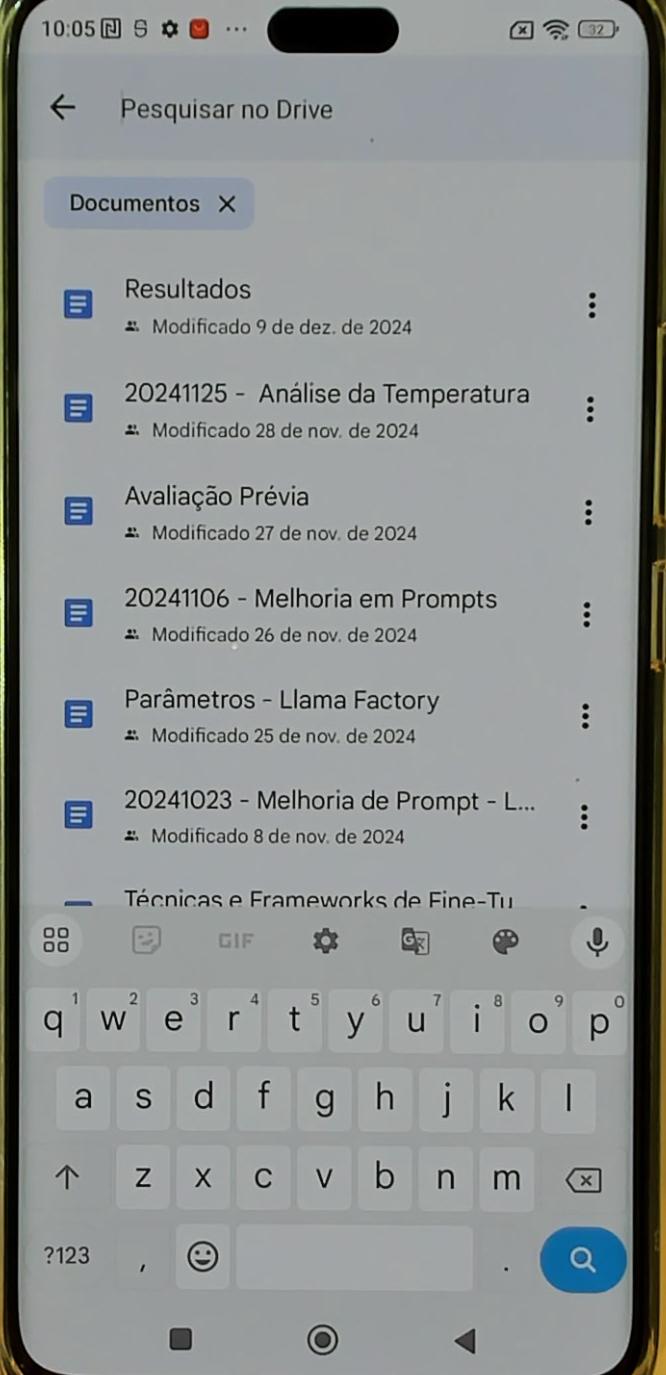 10:05 ... 32
Pesquisar no Drive
Documentos
Resultados
Modificado 9 de dez. de 2024
20241125 - Análise da Temperatura
Modificado 28 de nov. de 2024
Avaliação Prévia
Modificado 27 de nov. de 2024
20241106 - Melhoria em Prompts
Modificado 26 de nov. de 2024
Parâmetros - Llama Factory
Modificado 25 de nov. de 2024
20241023 - Melhoria de Prompt - L...
Modificado 8 de nov. de 2024
Técnicas e Frameworks de Fine-Tu
GIF
1 2 3 4 5 6 7 8 9 0
q w e r t y u i o p
a s d f g h j k l
z x c v b n m
?123 , .